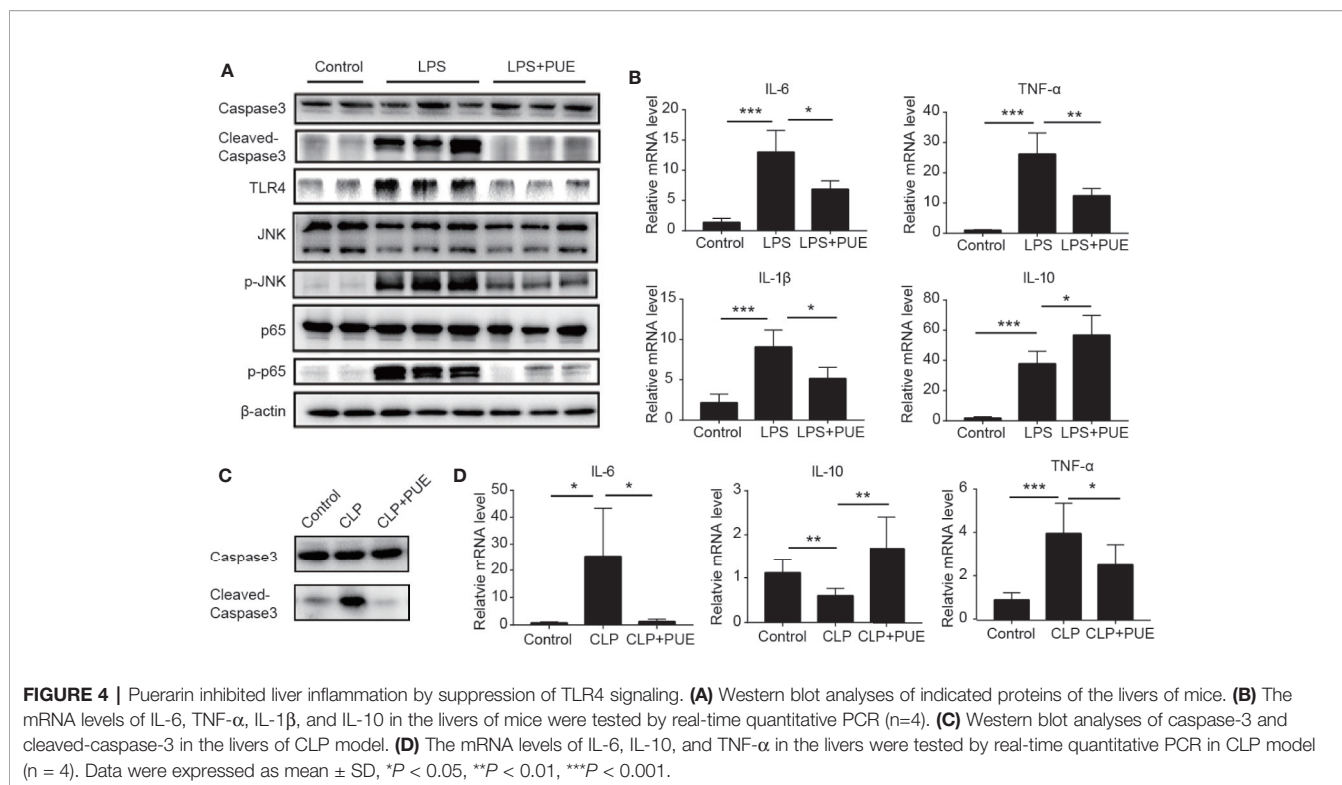 A
Control LPS LPS+PUE
Caspase3
Cleaved-
Caspase3
TLR4
JNK
p-JNK
p65
p-p65
β-actin
B
IL-6
Relative mRNA level
20
15
10
5
0
***
*
Control LPS LPS+PUE
TNF-α
Relative mRNA level
40
30
20
10
0
***
**
Control LPS LPS+PUE
IL-1β
Relative mRNA level
15
10
5
0
***
*
Control LPS LPS+PUE
IL-10
Relative mRNA level
80
60
40
20
0
***
*
Control LPS LPS+PUE
C
Control CLP CLP+PUE
Caspase3
Cleaved-
Caspase3
D
IL-6
Relatvie mRNA level
50
40
30
20
10
0
*
*
Control CLP CLP+PUE
IL-10
Relatvie mRNA level
3
2
1
0
**
**
Control CLP CLP+PUE
TNF-α
Relatvie mRNA level
6
4
2
0
***
*
Control CLP CLP+PUE
FIGURE 4 | Puerarin inhibited liver inflammation by suppression of TLR4 signaling. (A) Western blot analyses of indicated proteins of the livers of mice. (B) The
mRNA levels of IL-6, TNF-α, IL-1β, and IL-10 in the livers of mice were tested by real-time quantitative PCR (n=4). (C) Western blot analyses of caspase-3 and
cleaved-caspase-3 in the livers of CLP model. (D) The mRNA levels of IL-6, IL-10, and TNF-α in the livers were tested by real-time quantitative PCR in CLP model
(n = 4). Data were expressed as mean ± SD, *P < 0.05, **P < 0.01, ***P < 0.001.